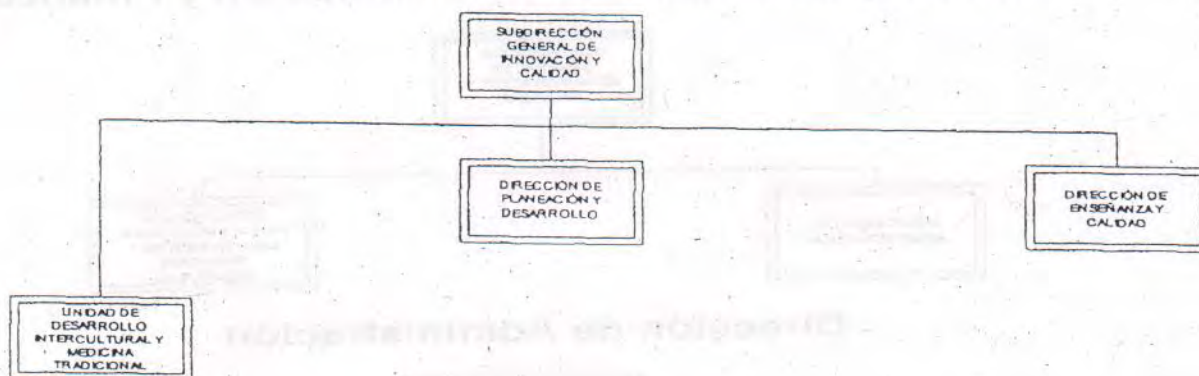 SUBDIRECCIÓN
GENERAL DE
INNOVACIÓN Y
CALIDAD
DIRECCIÓN DE
PLANEACIÓN Y
DESARROLLO
DIRECCIÓN DE
ENSEÑANZA Y
CALIDAD
UNIDAD DE
DESARROLLO
INTERCULTURAL Y
MEDICINA
TRADICIONAL
Dirección de Administración